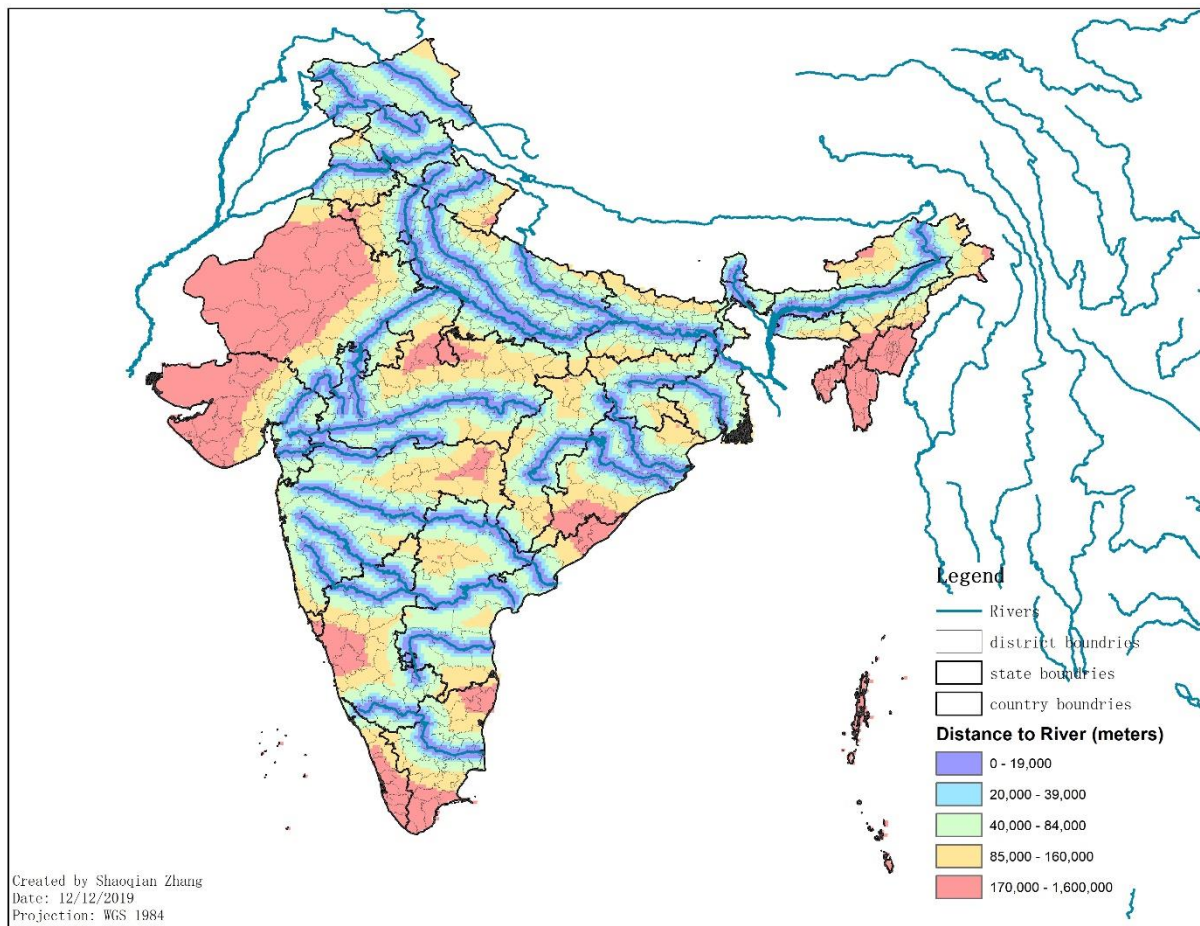 Legend
Rivers
district boundries
state boundries
country boundries
Distance to River (meters)
0 - 19,000
20,000 - 39,000
40,000 - 84,000
85,000 - 160,000
170,000 - 1,600,000
Created by Shaoqian Zhang
Date: 12/12/2019
Projection: WGS 1984